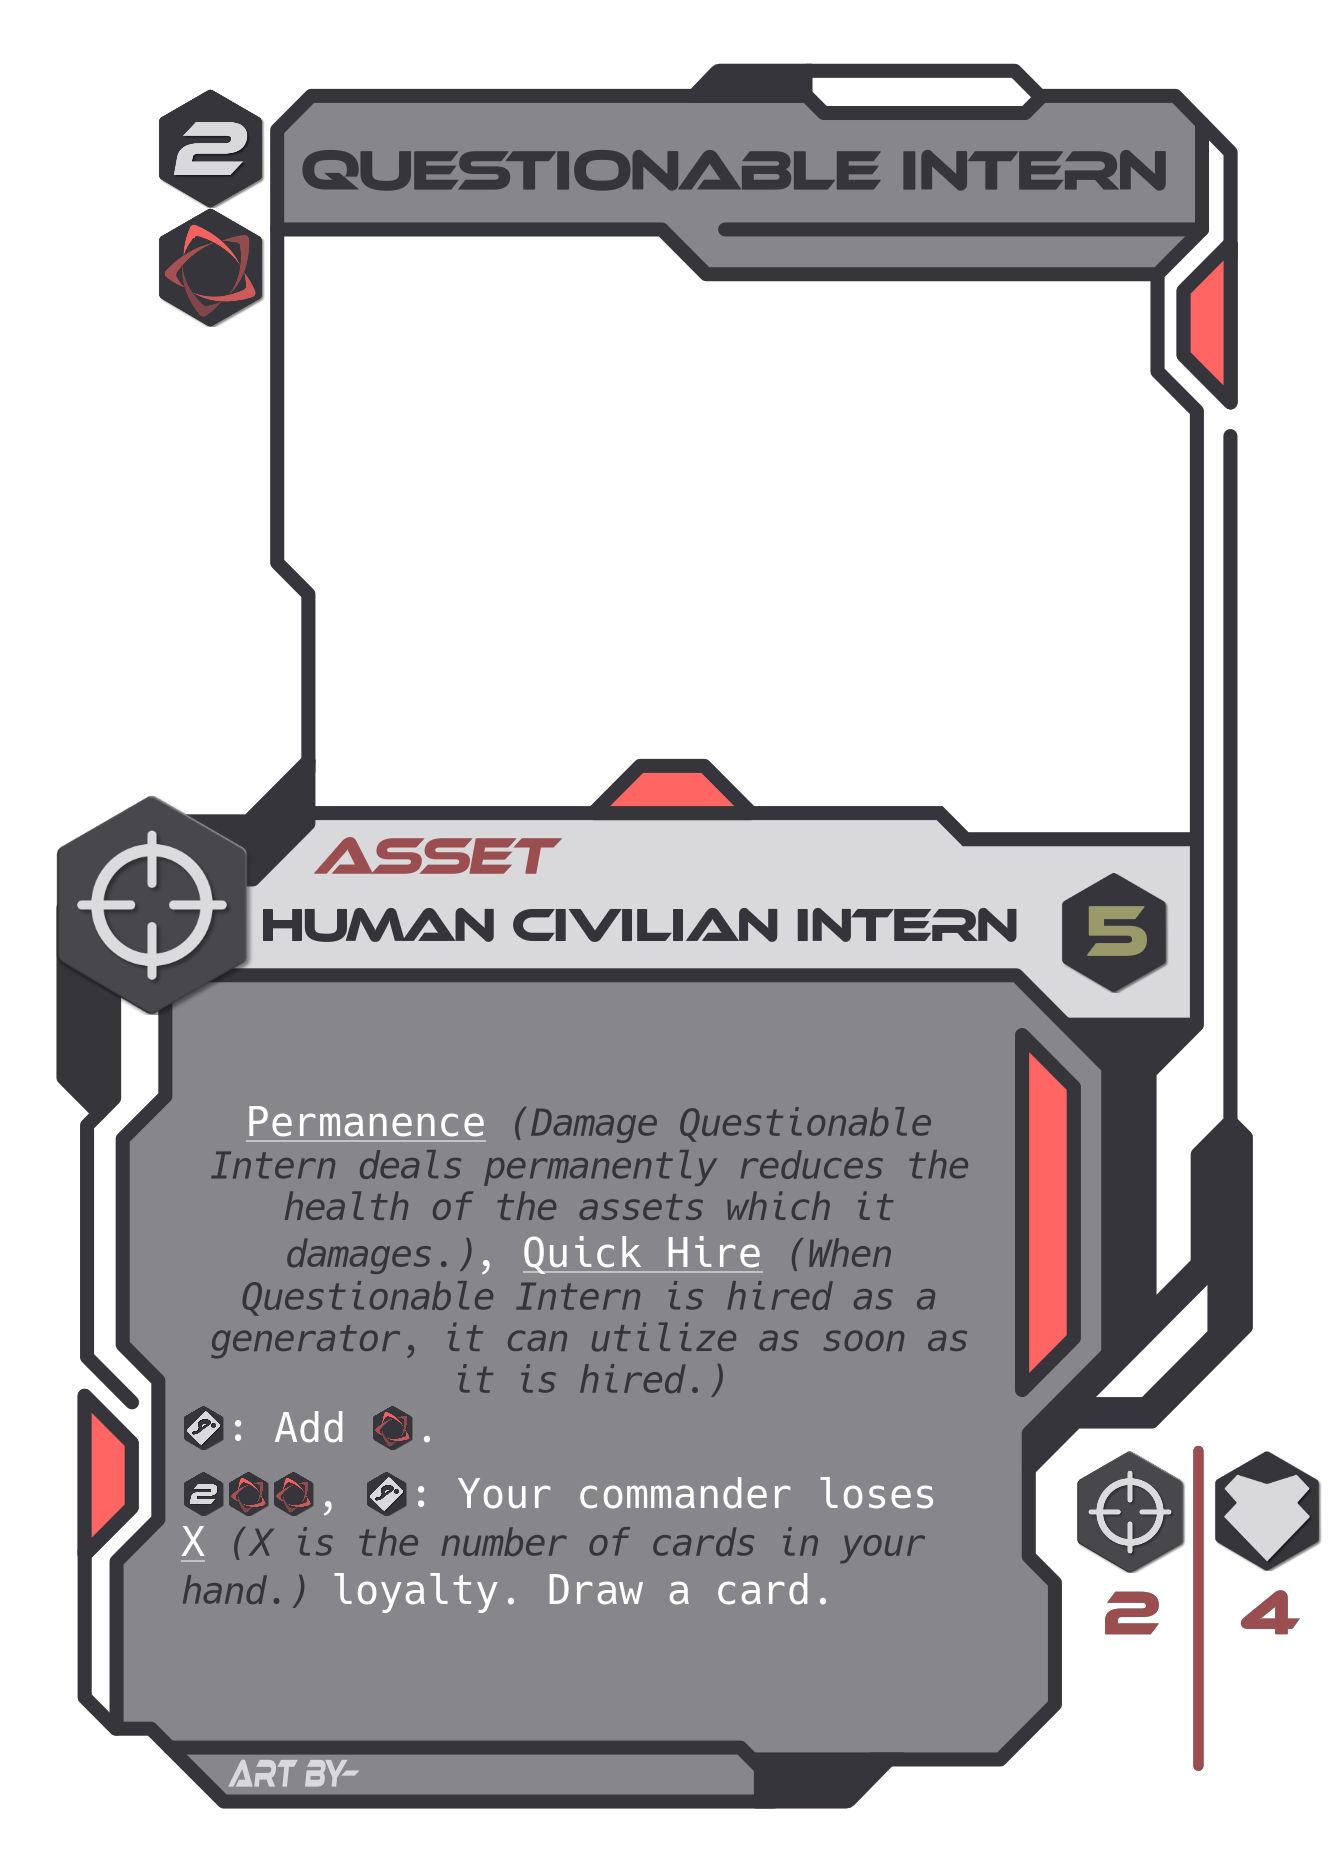 2
QUESTIONABLE INTERN
ASSET
HUMAN CIVILIAN INTERN
5
Permanence (Damage Questionable
Intern deals permanently reduces the
health of the assets which it
damages.), Quick Hire (When
Questionable Intern is hired as a
generator, it can utilize as soon as
it is hired.)
: Add .
2, : Your commander loses
X (X is the number of cards in your
hand.) loyalty. Draw a card.
2 4
ART BY-